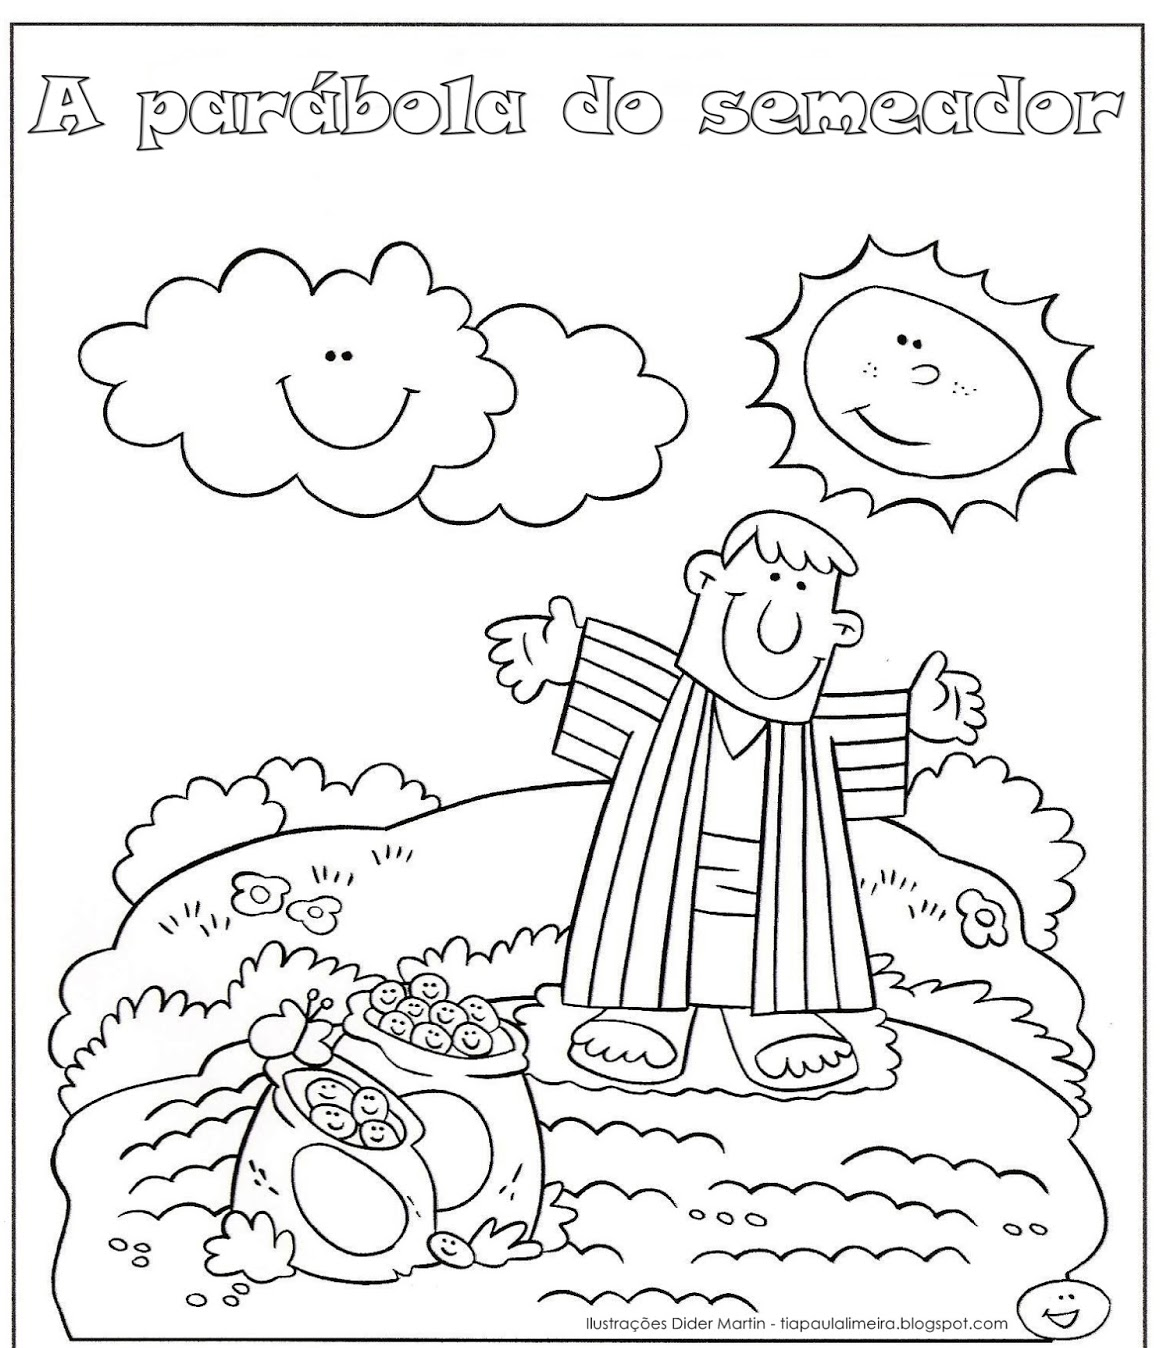 A parábola do semeador
Ilustrações Dider Martin - tiapaulalimeira.blogspot.com